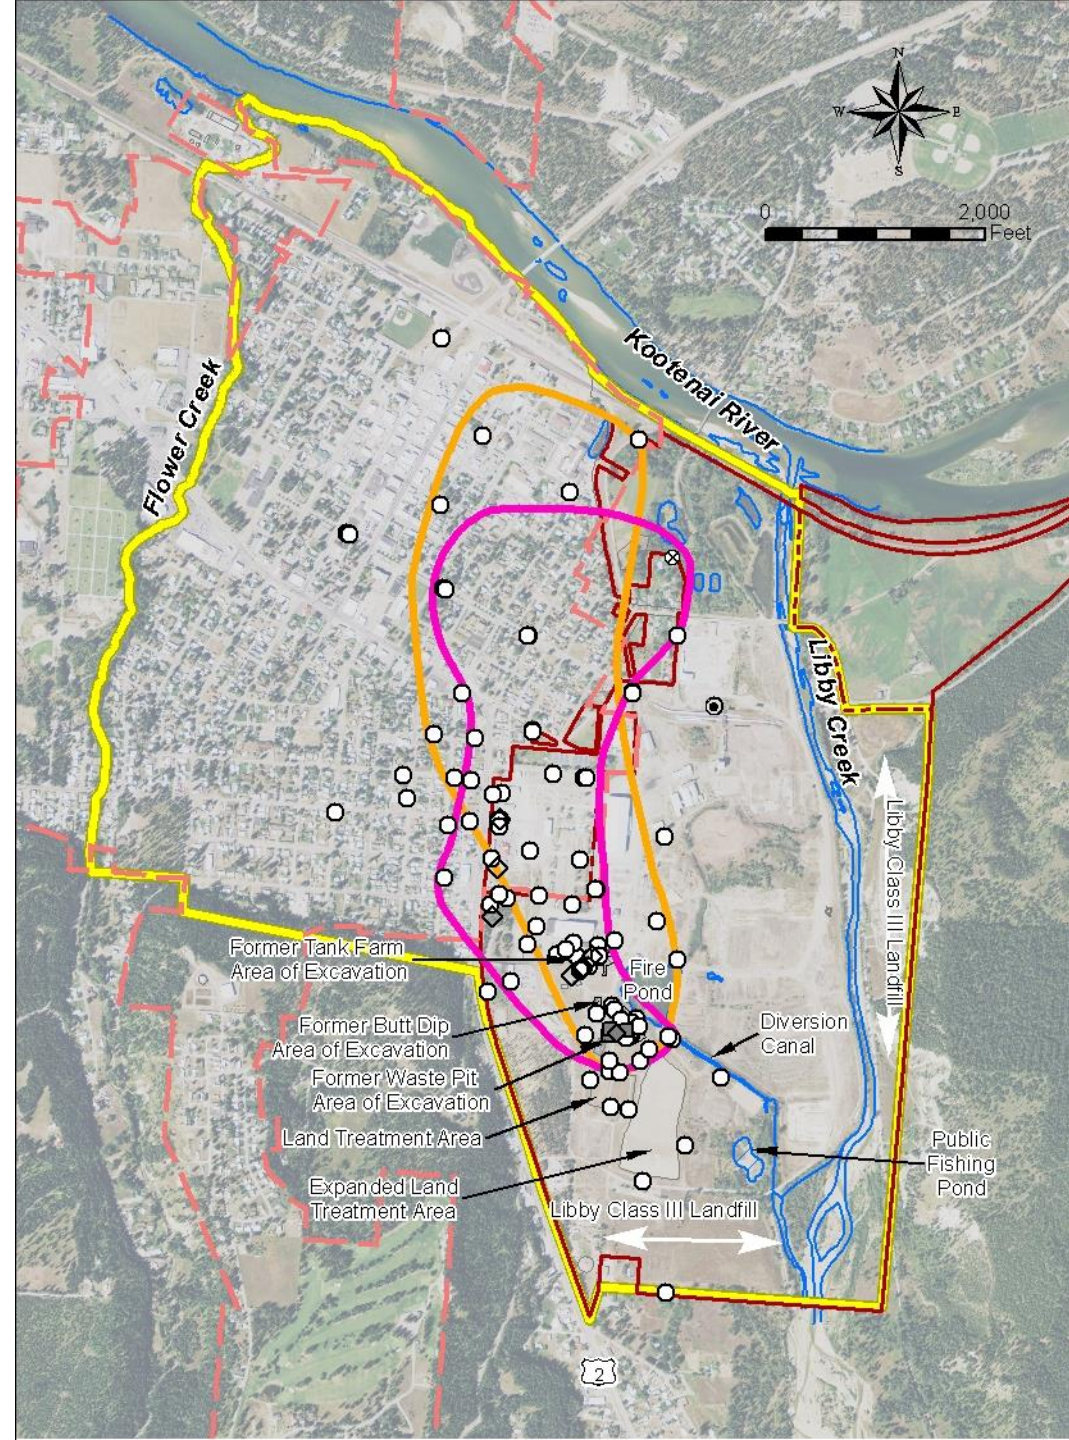 N
W E
S
0 2,000
Feet
Kootenai River
Flower Creek
Libby Creek
Libby Class III Landfill
Former Tank Farm
Area of Excavation
Fire
Pond
Former Butt Dip
Area of Excavation
Diversion
Canal
Former Waste Pit
Area of Excavation
Land Treatment Area
Public
Fishing
Pond
Expanded Land
Treatment Area
Libby Class III Landfill
2